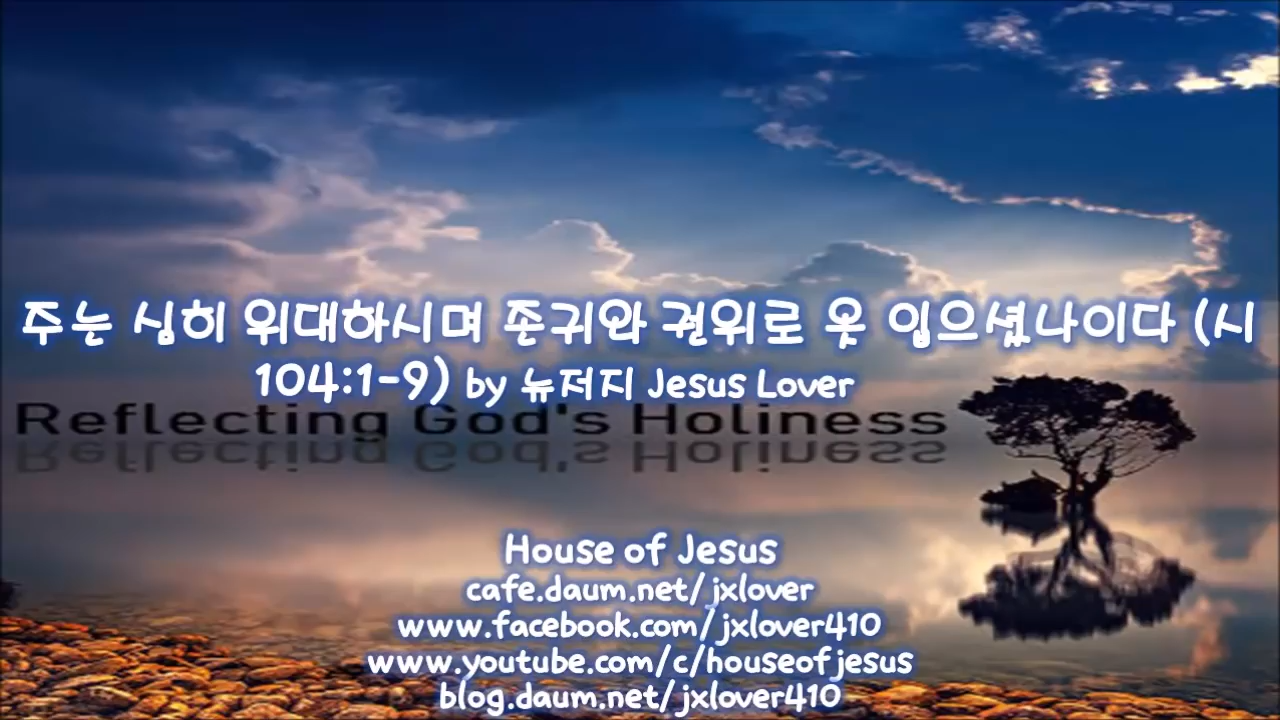 주는 심히 위대하시며 존귀와 권위로 옷 입으셨나이다 (시
104:1-9) by 뉴저지 Jesus Lover
Reflecting God's Holiness
House of Jesus
cafe.daum.net/jxlover
www.facebook.com/jxlover410
www.youtube.com/c/houseofjesus
blog.daum.net/jxlover410